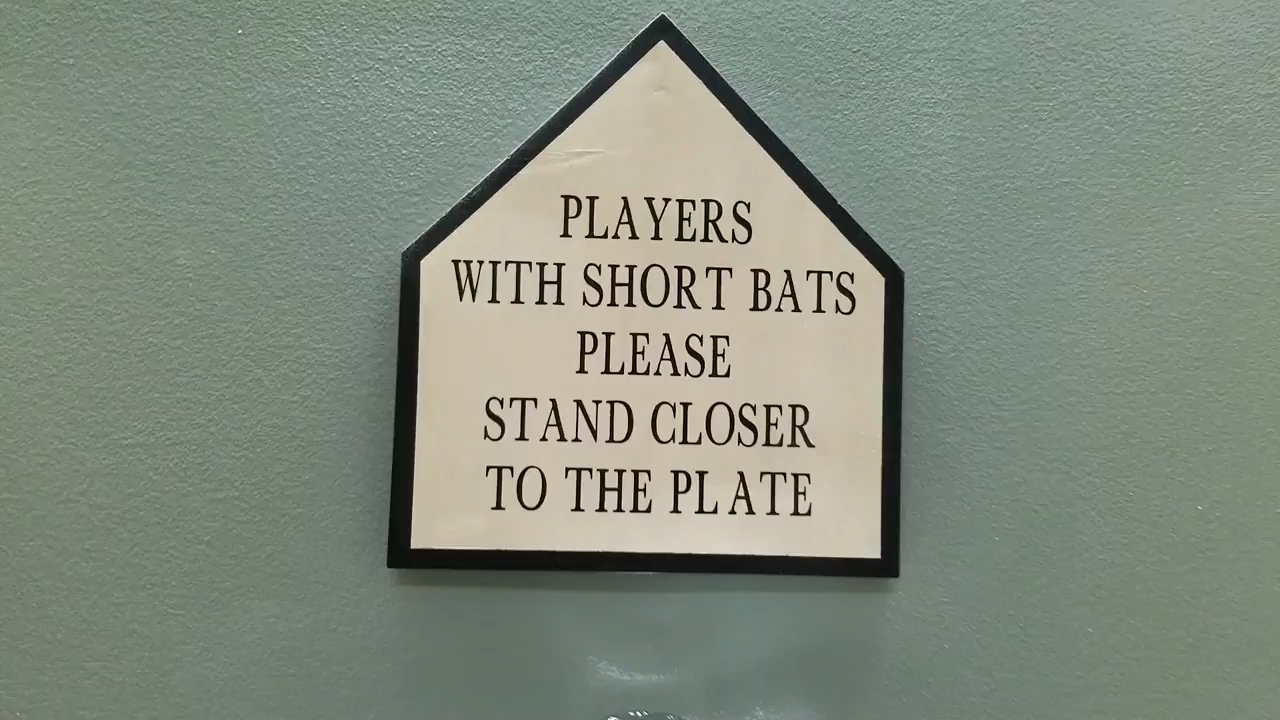 PLAYERS
WITH SHORT BATS
PLEASE
STAND CLOSER
TO THE PLATE